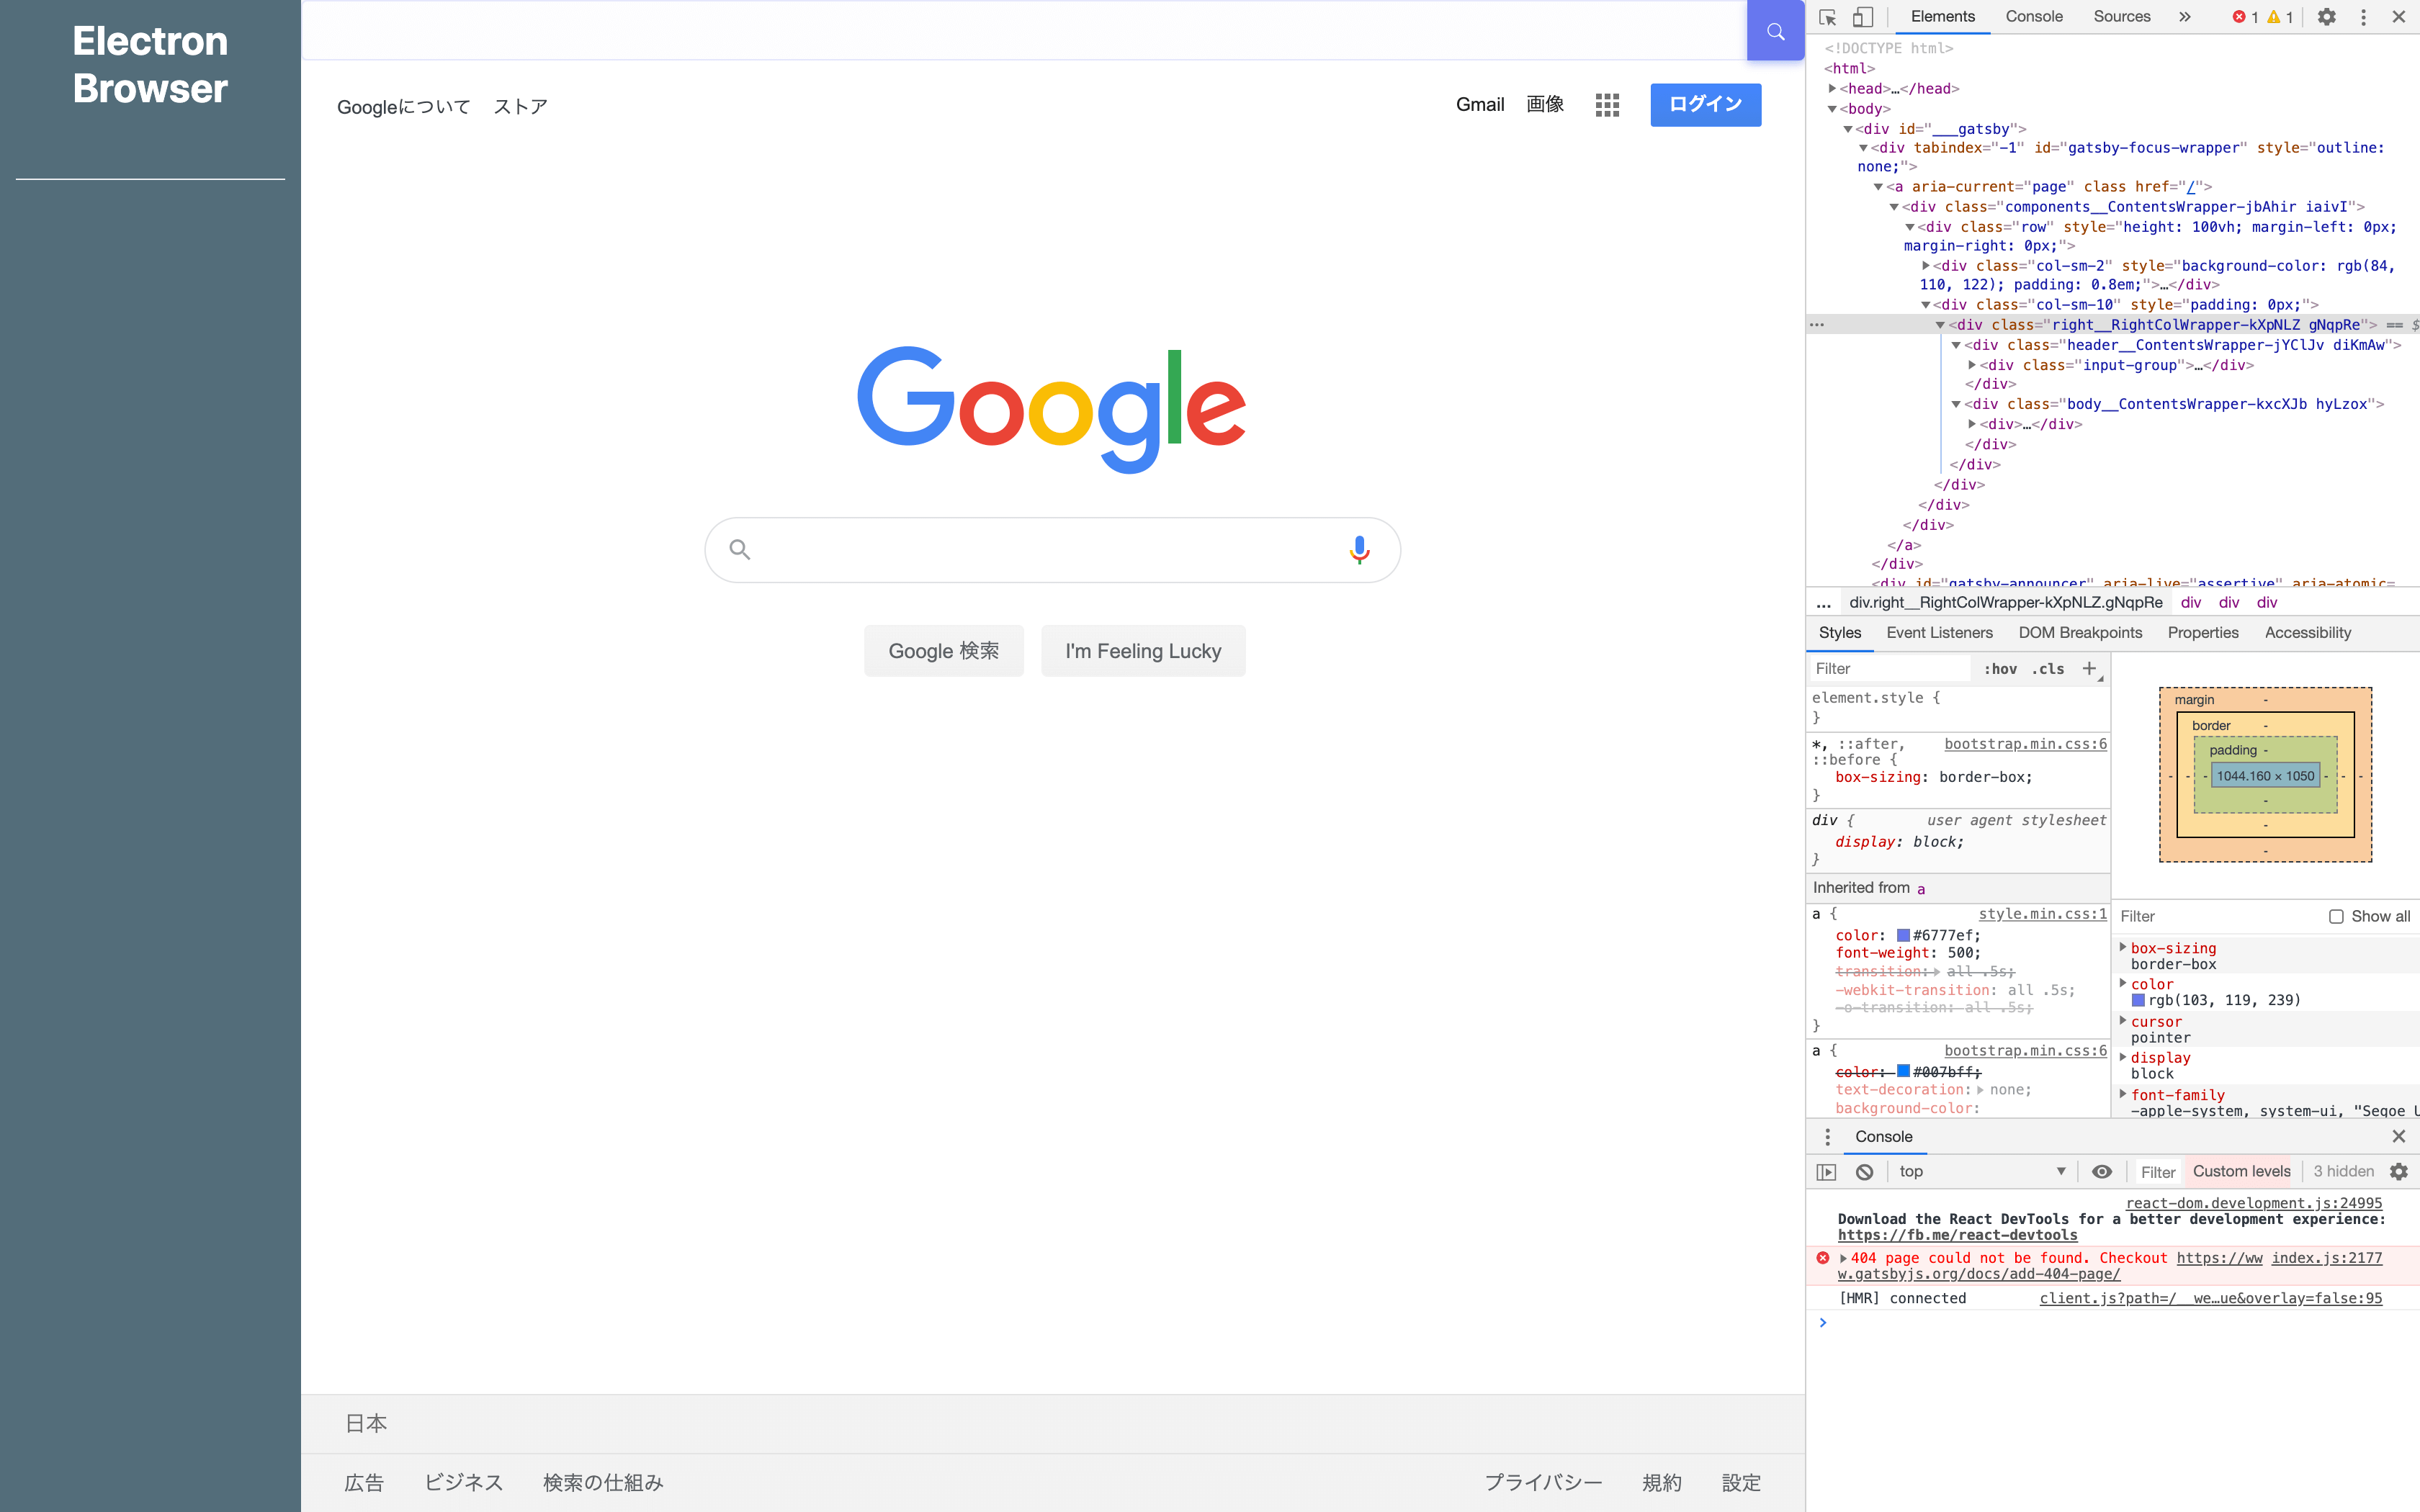 Electron
Browser
Googleについて ストア
Gmail 画像 ログイン
Google
Google 検索 I'm Feeling Lucky
日本
広告 ビジネス 検索の仕組み
プライバシー 規約 設定
Elements Console Sources 1 1
<!DOCTYPE html>
<html>
<head>…</head>
<body>
<div id="___gatsby">
<div tabindex="-1" id="gatsby-focus-wrapper" style="outline:
none;">
<a aria-current="page" class href="/">
<div class="components__ContentsWrapper-jbAhir iaivI">
<div class="row" style="height: 100vh; margin-left: 0px;
margin-right: 0px;">
<div class="col-sm-2" style="background-color: rgb(84,
110, 122); padding: 0.8em;">…</div>
<div class="col-sm-10" style="padding: 0px;">
<div class="right__RightColWrapper-kXpNLZ gNqpRe"> == $
<div class="header__ContentsWrapper-jYClJv diKmAw">
<div class="input-group">…</div>
</div>
<div class="body__ContentsWrapper-kxcXJb hyLzox">
<div>…</div>
</div>
</div>
</div>
</div>
</div>
</a>
</div>
<div id="gatsby-announcer" aria-live="assertive" aria-atomic=
... div.right__RightColWrapper-kXpNLZ.gNqpRe div div div
Styles Event Listeners DOM Breakpoints Properties Accessibility
Filter :hov .cls +
element.style {
}
*, ::after, bootstrap.min.css:6
::before {
box-sizing: border-box;
}
div { user agent stylesheet
display: block;
}
Inherited from a
a { style.min.css:1
color: #6777ef;
font-weight: 500;
transition: all .5s;
-webkit-transition: all .5s;
-o-transition: all .5s;
}
a { bootstrap.min.css:6
color: #007bff;
text-decoration: none;
background-color:
margin -
border -
padding -
- - - 1044.160 × 1050 - - -
-
-
-
Filter Show all
box-sizing
border-box
color
rgb(103, 119, 239)
cursor
pointer
display
block
font-family
-apple-system, system-ui, "Segoe U
Console
top Filter Custom levels 3 hidden
react-dom.development.js:24995
Download the React DevTools for a better development experience:
https://fb.me/react-devtools
404 page could not be found. Checkout https://ww index.js:2177
w.gatsbyjs.org/docs/add-404-page/
[HMR] connected client.js?path=/__we…ue&overlay=false:95